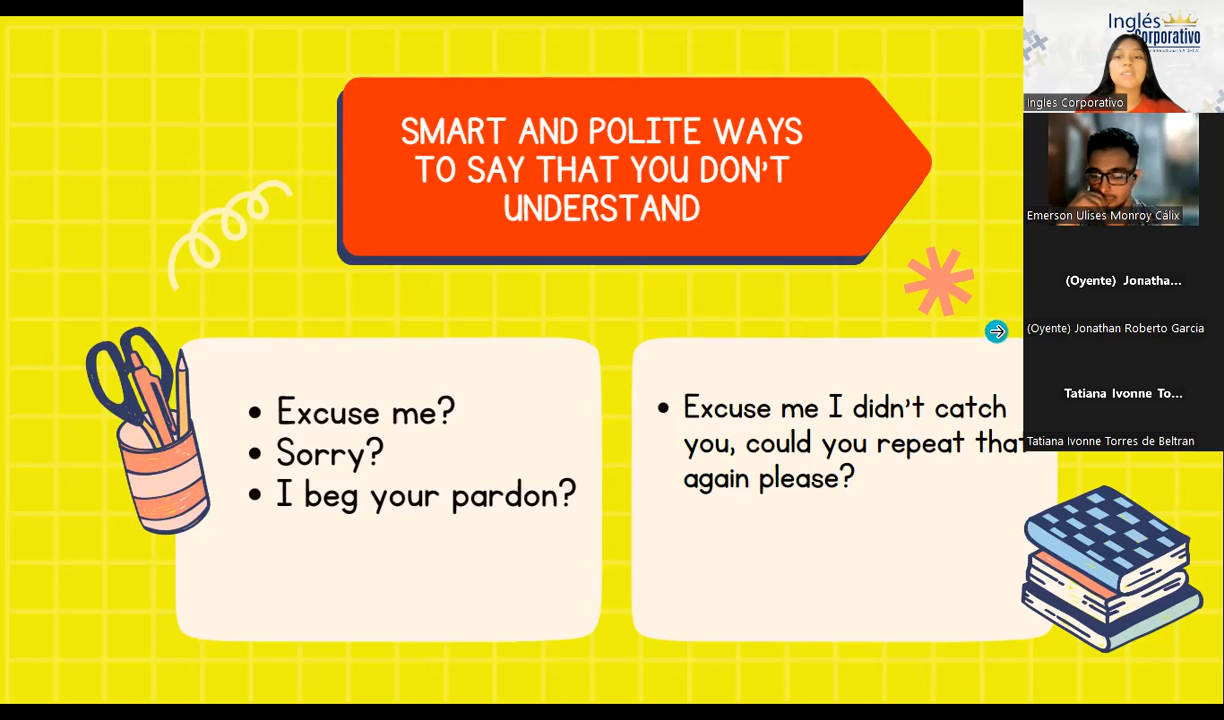 SMART AND POLITE WAYS
TO SAY THAT YOU DON'T
UNDERSTAND
• Excuse me?
• Sorry?
• I beg your pardon?
• Excuse me I didn't catch
you, could you repeat that
again please?
Inglés
Corporativo
Ingles Corporativo
Emerson Ulises Monroy Cálix
(Oyente) Jonatha...
(Oyente) Jonathan Roberto Garcia
Tatiana Ivonne To...
Tatiana Ivonne Torres de Beltran